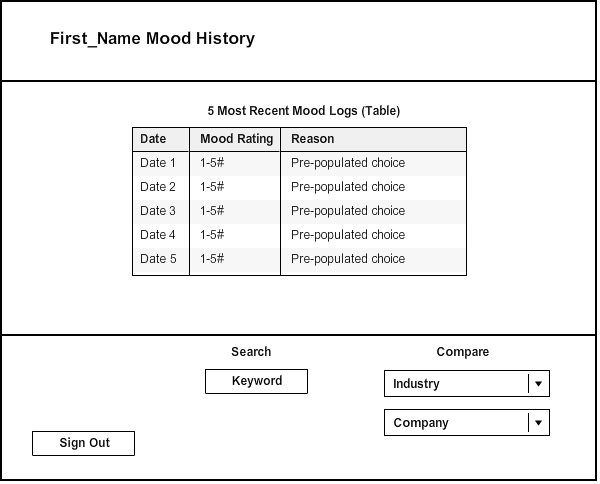 First_Name Mood History
5 Most Recent Mood Logs (Table)
Date Mood Rating Reason
Date 1 1-5# Pre-populated choice
Date 2 1-5# Pre-populated choice
Date 3 1-5# Pre-populated choice
Date 4 1-5# Pre-populated choice
Date 5 1-5# Pre-populated choice
Search
Keyword
Compare
Industry
Company
Sign Out